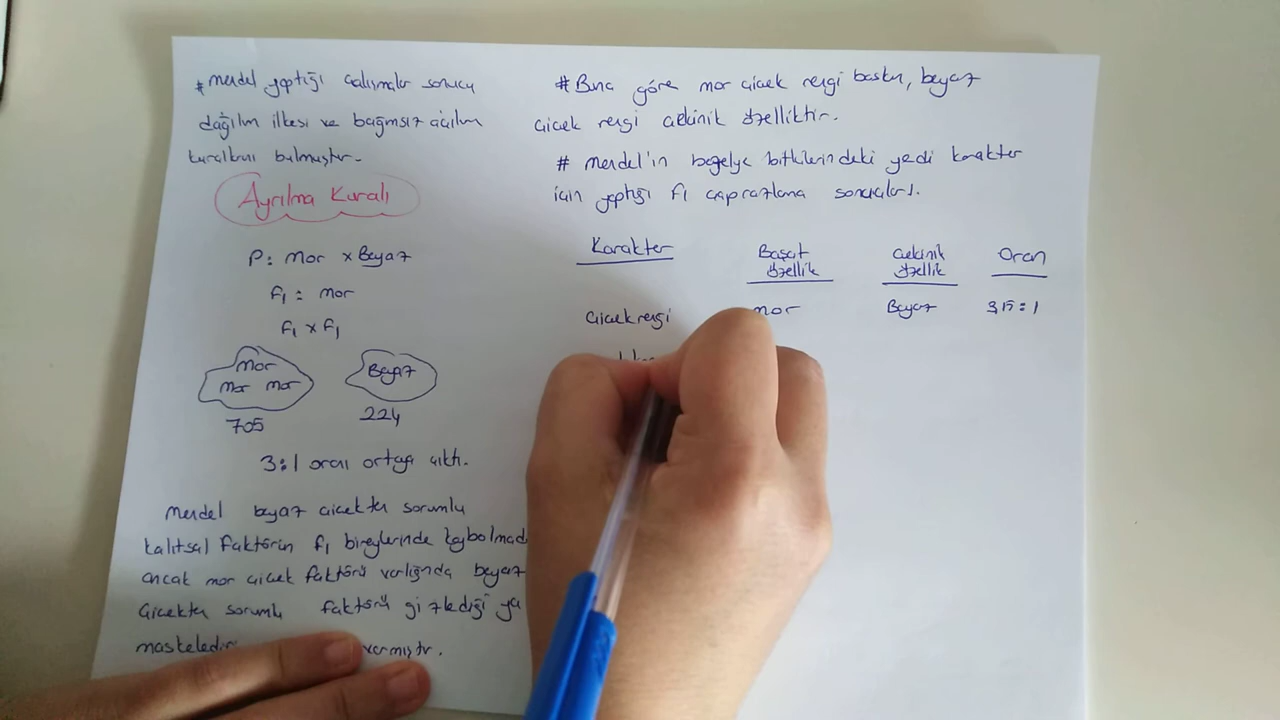 # mendel yaptığı çalışmalar sonucu
dağılım ilkesi ve bağımsız açılım
kuralını bulmuştur.
Ayrılma Kuralı
P: mor x Beyaz
F1 : mor
F1 x F1
mor
mor mor
Beyaz
705
224
3:1 oranı ortaya çıktı.
mendel beyaz çiçekten sorumlu
kalıtsal faktörün F1 bireylerinde kaybolmad
ancak mor çiçek faktörü varlığında beyaz
çiçekten sorumlu faktörü gizlediği ya
maskeledi varmıştır.
# Buna göre mor çiçek rengi baskın, beyaz
çiçek rengi çekinik özelliktir.
# mendel'in bezelye bitkilerindeki yedi karakter
için yaptığı F1 çaprazlama sonuçları.
Karakter Başat özellik çekinik özellik Oran
çiçek rengi mor Beyaz 3,15:1